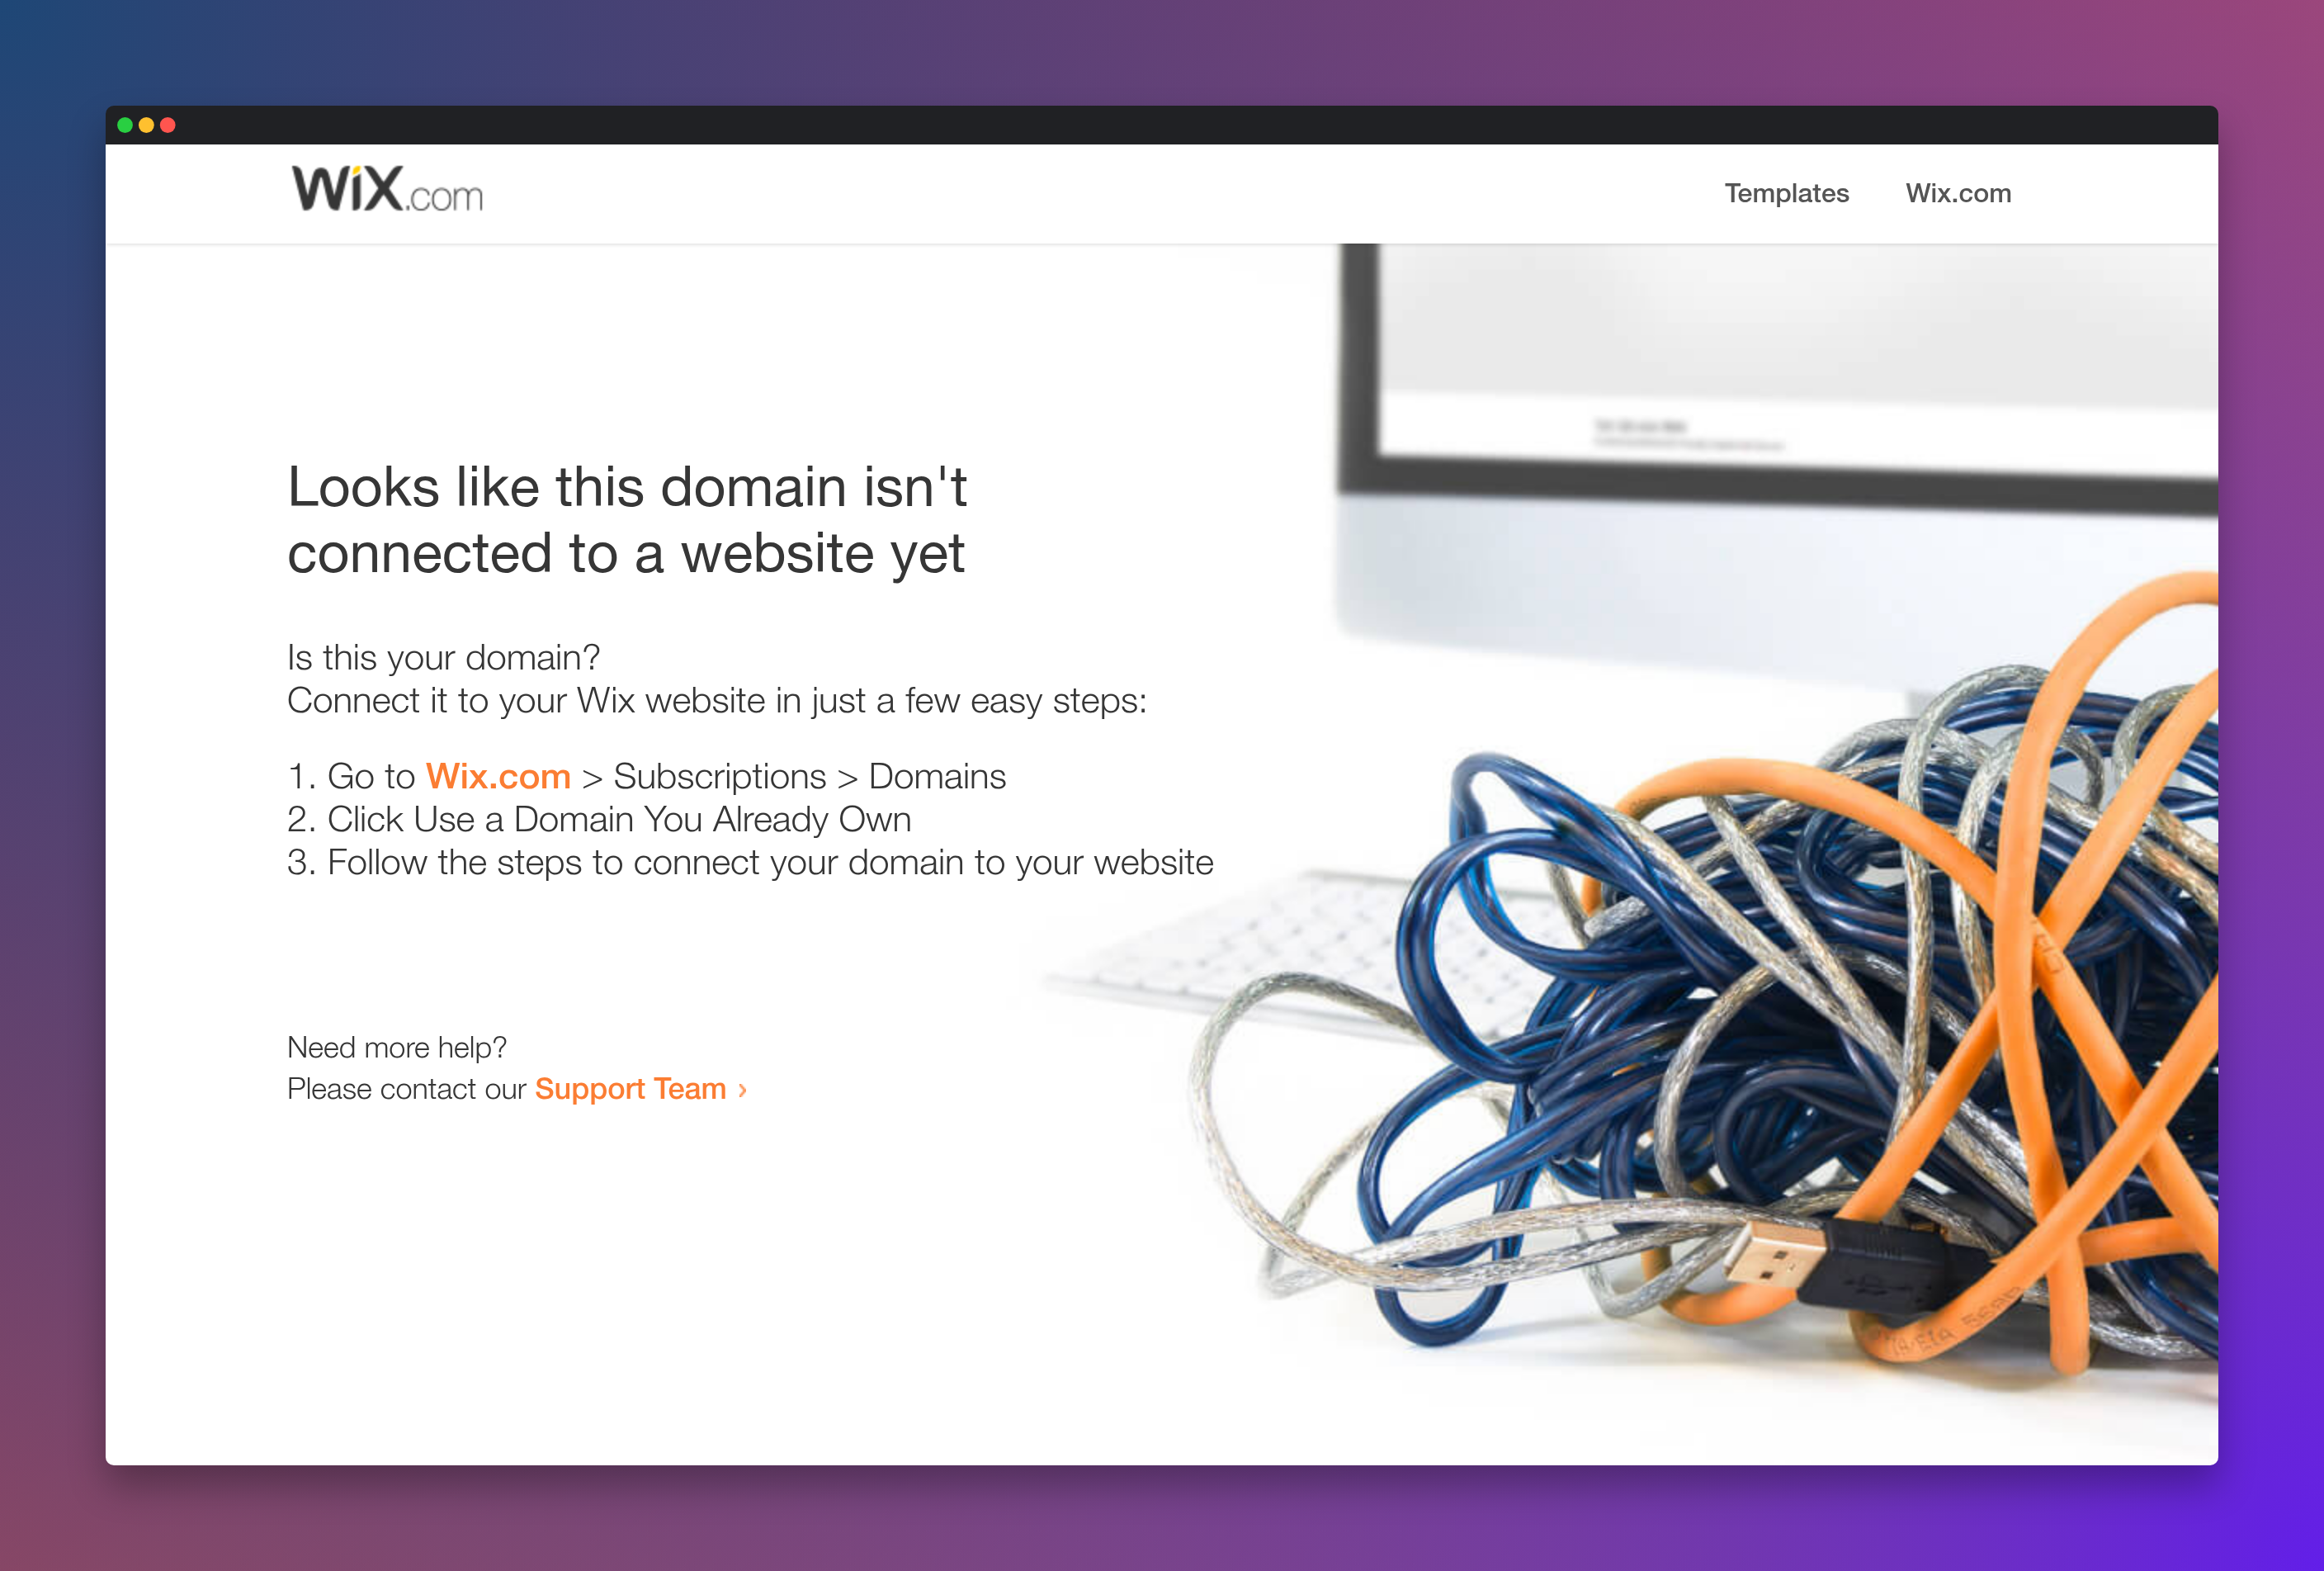 WiX.com
Templates
Wix.com
Looks like this domain isn't
connected to a website yet
Is this your domain?
Connect it to your Wix website in just a few easy steps:
1. Go to Wix.com > Subscriptions > Domains
2. Click Use a Domain You Already Own
3. Follow the steps to connect your domain to your website
Need more help?
Please contact our Support Team ›